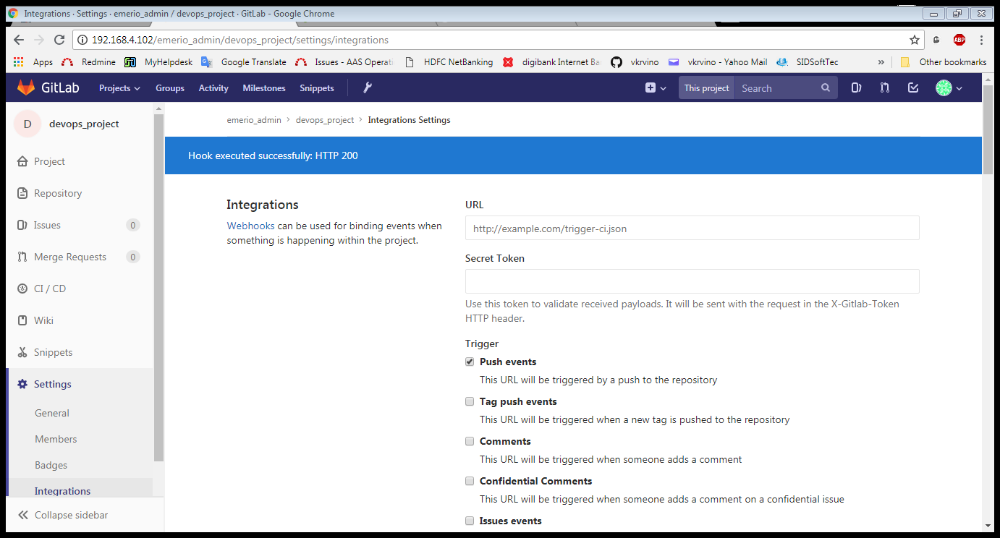 Integrations · Settings · emerio_admin / devops_project · GitLab - Google Chrome
192.168.4.102/emerio_admin/devops_project/settings/integrations
ABP
Apps Redmine MyHelpdesk Google Translate Issues - AAS Operati HDFC NetBanking digibank Internet Ba vkrvino vkrvino - Yahoo Mail SIDSoftTec » Other bookmarks
GitLab Projects Groups Activity Milestones Snippets This project Search
D devops_project
emerio_admin > devops_project > Integrations Settings
Hook executed successfully: HTTP 200
Project
Repository
Issues 0
Merge Requests 0
CI / CD
Wiki
Snippets
Settings
General
Members
Badges
Integrations
Collapse sidebar
Integrations
Webhooks can be used for binding events when
something is happening within the project.
URL
http://example.com/trigger-ci.json
Secret Token
Use this token to validate received payloads. It will be sent with the request in the X-Gitlab-Token
HTTP header.
Trigger
Push events
This URL will be triggered by a push to the repository
Tag push events
This URL will be triggered when a new tag is pushed to the repository
Comments
This URL will be triggered when someone adds a comment
Confidential Comments
This URL will be triggered when someone adds a comment on a confidential issue
Issues events